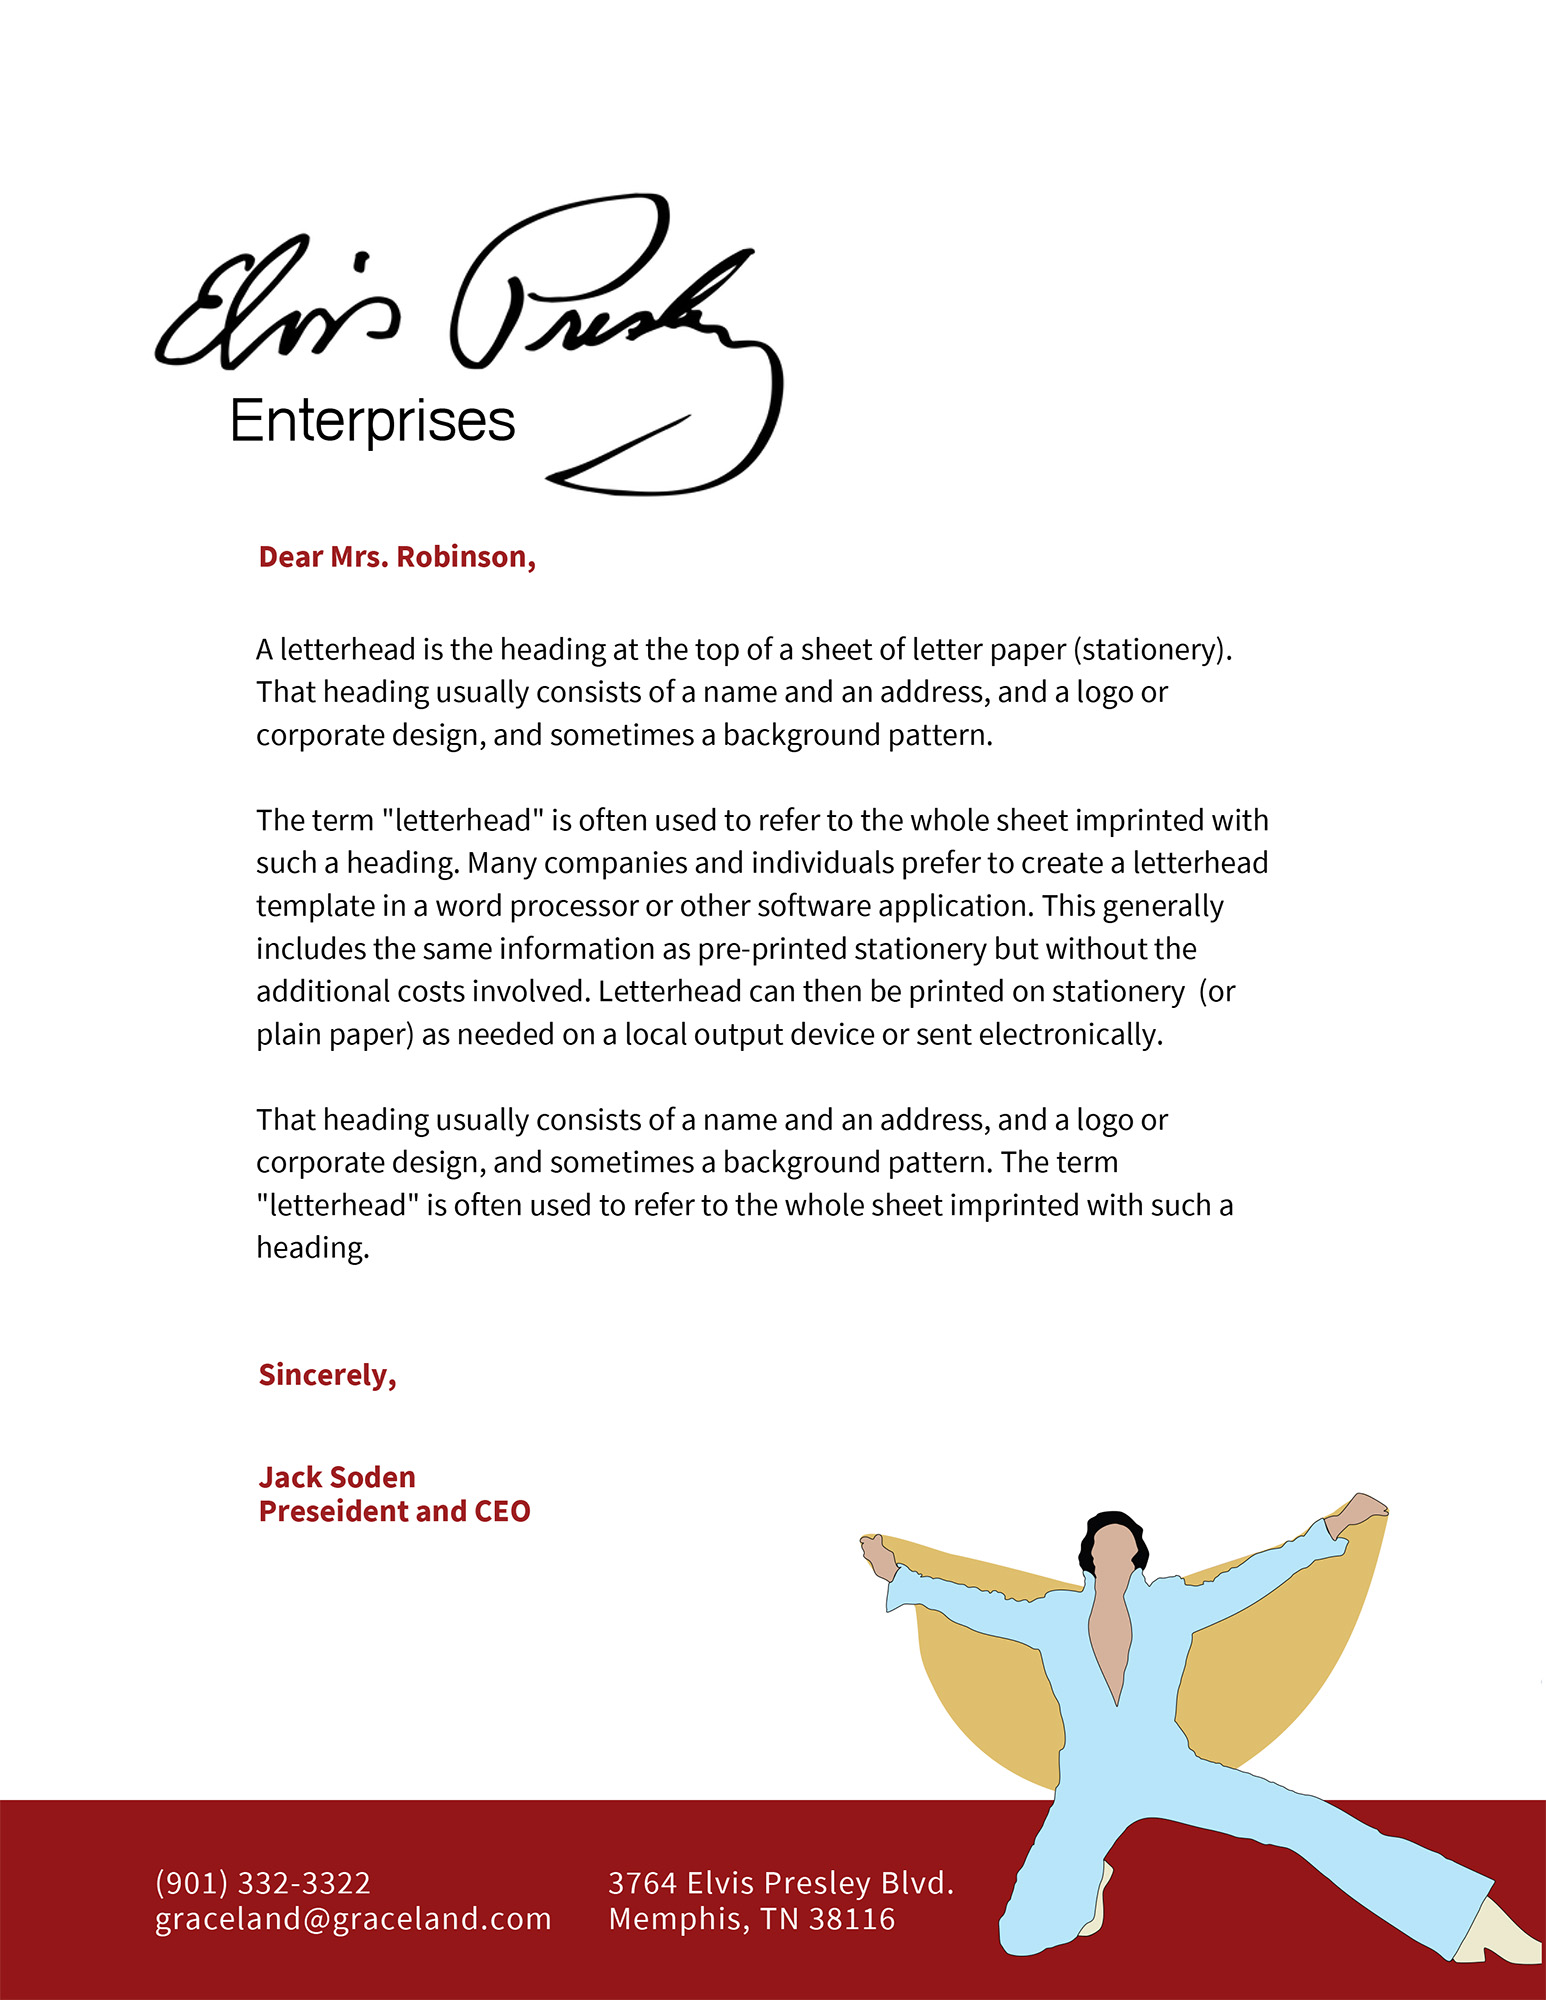 Elvis Presley
Enterprises
Dear Mrs. Robinson,
A letterhead is the heading at the top of a sheet of letter paper (stationery).
That heading usually consists of a name and an address, and a logo or
corporate design, and sometimes a background pattern.
The term "letterhead" is often used to refer to the whole sheet imprinted with
such a heading. Many companies and individuals prefer to create a letterhead
template in a word processor or other software application. This generally
includes the same information as pre-printed stationery but without the
additional costs involved. Letterhead can then be printed on stationery  (or
plain paper) as needed on a local output device or sent electronically.
That heading usually consists of a name and an address, and a logo or
corporate design, and sometimes a background pattern. The term
"letterhead" is often used to refer to the whole sheet imprinted with such a
heading.
Sincerely,
Jack Soden
Preseident and CEO
(901) 332-3322
graceland@graceland.com
3764 Elvis Presley Blvd.
Memphis, TN 38116